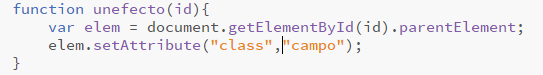 function unefecto(id){
    var elem = document.getElementById(id).parentElement;
    elem.setAttribute("class","campo");
}